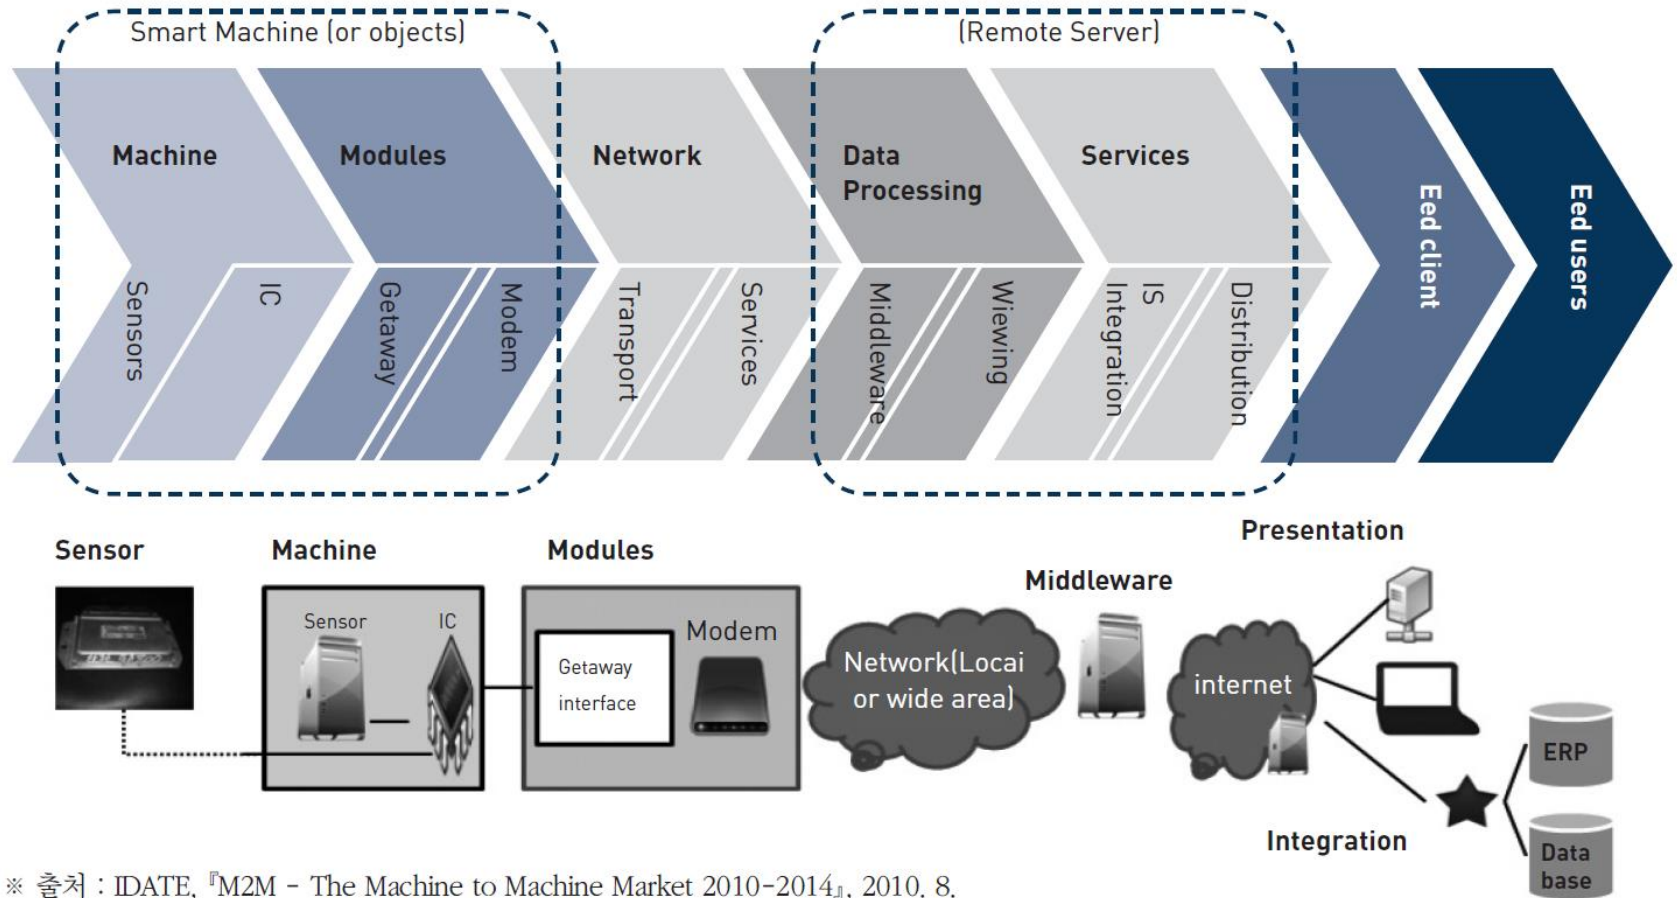 Smart Machine (or objects)
(Remote Server)
Machine
Modules
Network
Data
Processing
Services
Eed client
Eed users
Sensors
IC
Getaway
Modem
Transport
Services
Middleware
Wiewing
IS
Integration
Distribution
Presentation
Sensor
Machine
Modules
Middleware
Sensor
IC
Modem
Getaway
interface
Network(Locai
or wide area)
internet
ERP
Integration
Data
base
※ 출처 : IDATE, 『M2M - The Machine to Machine Market 2010-2014』, 2010. 8.